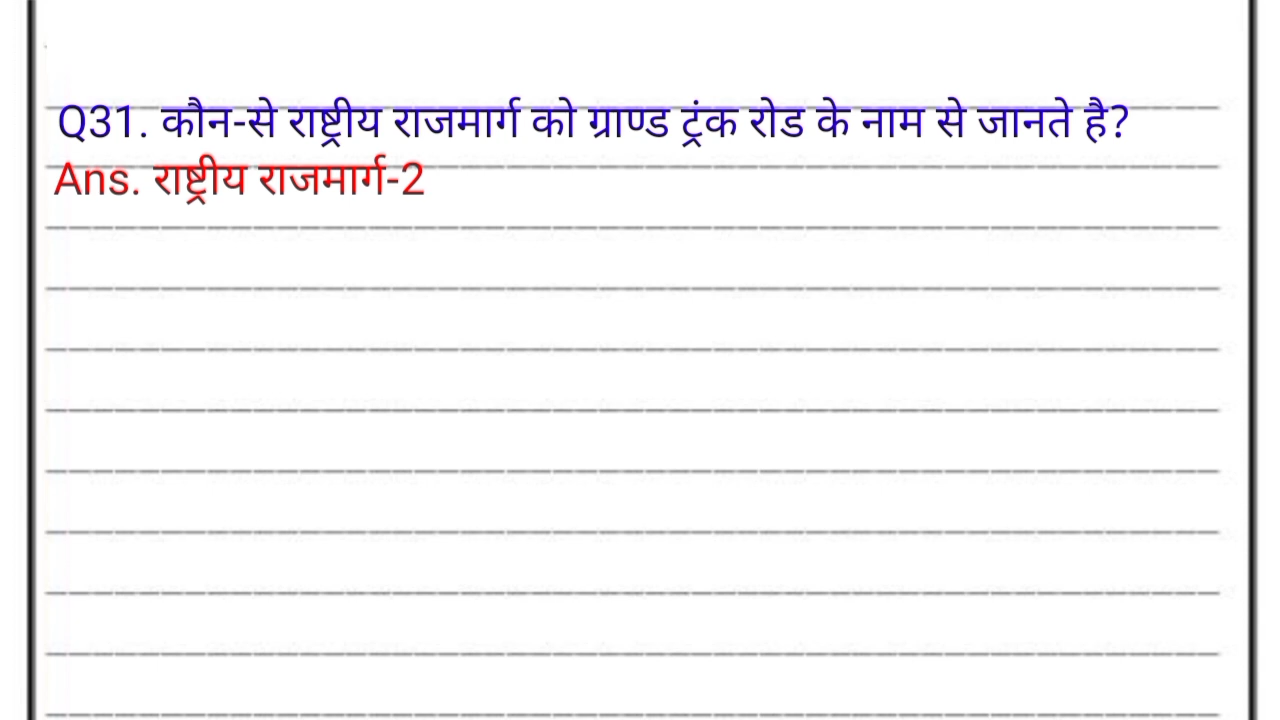 Q31. कौन-से राष्ट्रीय राजमार्ग को ग्राण्ड ट्रंक रोड के नाम से जानते है?
Ans. राष्ट्रीय राजमार्ग-2